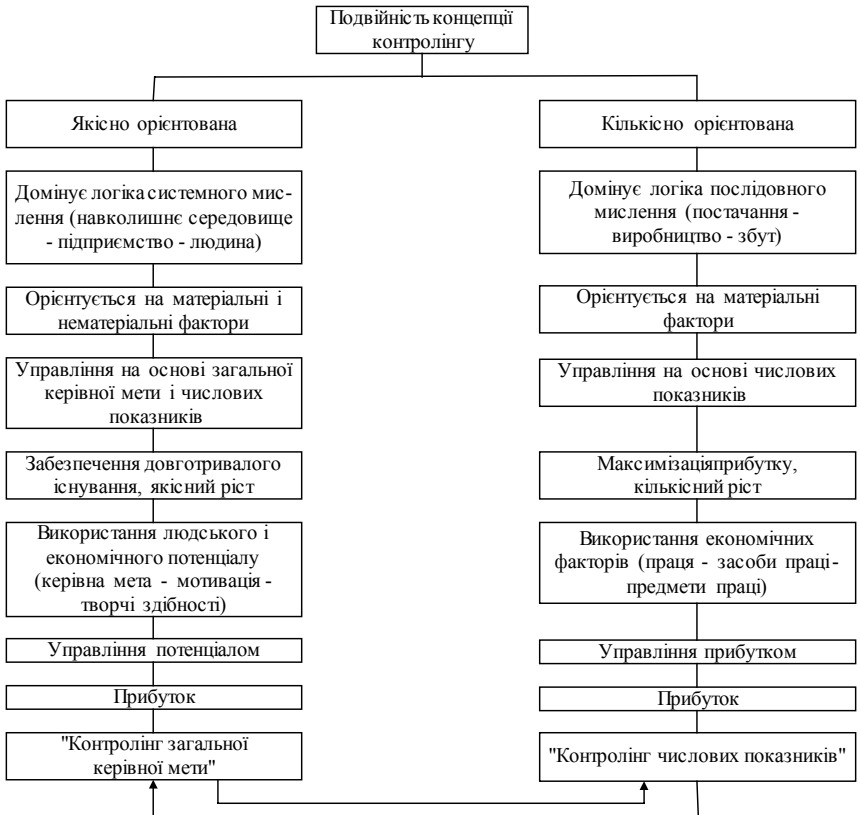 Подвійність концепції
контролінгу
Якісно орієнтована
Домінує логіка системного мис-
лення (навколишнє середовище
- підприємство - людина)
Орієнтується на матеріальні і
нематеріальні фактори
Управління на основі загальної
керівної мети і числових
показників
Забезпечення довготривалого
існування, якісний ріст
Використання людського і
економічного потенціалу
(керівна мета - мотивація -
творчі здібності)
Управління потенціалом
Прибуток
"Контролінг загальної
керівної мети"
Кількісно орієнтована
Домінує логіка послідовного
мислення (постачання -
виробництво - збут)
Орієнтується на матеріальні
фактори
Управління на основі числових
показників
Максимізаціяприбутку,
кількісний ріст
Використання економічних
факторів (праця - засоби праці-
предмети праці)
Управління прибутком
Прибуток
"Контролінг числових показників"